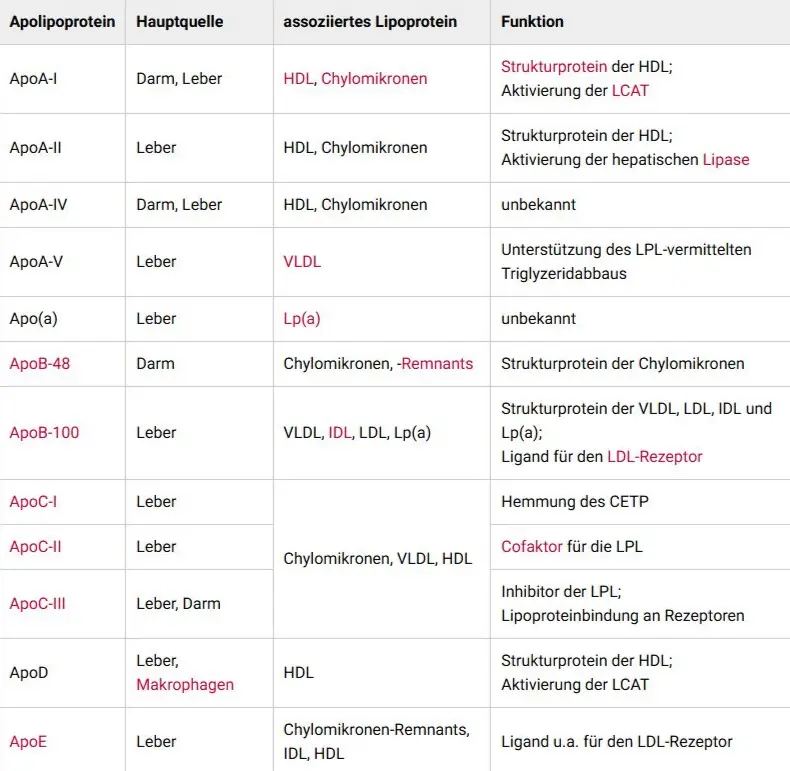 Apolipoprotein Hauptquelle assoziiertes Lipoprotein Funktion
ApoA-I Darm, Leber HDL, Chylomikronen Strukturprotein der HDL;
Aktivierung der LCAT
ApoA-II Leber HDL, Chylomikronen Strukturprotein der HDL;
Aktivierung der hepatischen Lipase
ApoA-IV Darm, Leber HDL, Chylomikronen unbekannt
ApoA-V Leber VLDL Unterstützung des LPL-vermittelten
Triglyzeridabbaus
Apo(a) Leber Lp(a) unbekannt
ApoB-48 Darm Chylomikronen, -Remnants Strukturprotein der Chylomikronen
ApoB-100 Leber VLDL, IDL, LDL, Lp(a) Strukturprotein der VLDL, LDL, IDL und
Lp(a);
Ligand für den LDL-Rezeptor
ApoC-I Leber Chylomikronen, VLDL, HDL Hemmung des CETP
ApoC-II Leber Cofaktor für die LPL
ApoC-III Leber, Darm Inhibitor der LPL;
Lipoproteinbindung an Rezeptoren
ApoD Leber,
Makrophagen HDL Strukturprotein der HDL;
Aktivierung der LCAT
ApoE Leber Chylomikronen-Remnants,
IDL, HDL Ligand u.a. für den LDL-Rezeptor